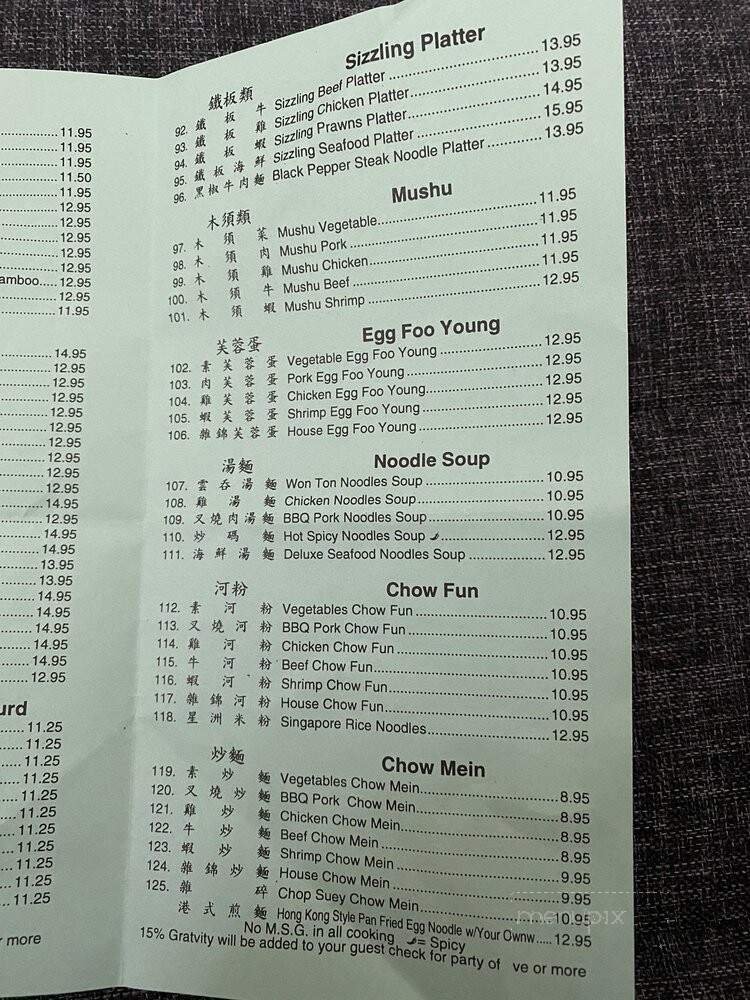 11.95
11.95
11.95
11.50
11.95
12.95
12.95
12.95
12.95
12.95
amboo.....12.95
12.95
11.95
14.95
12.95
12.95
12.95
12.95
12.95
12.95
12.95
12.95
12.95
14.95
12.95
14.95
14.95
13.95
13.95
14.95
14.95
14.95
14.95
14.95
12.95
urd
11.25
11.25
11.25
11.25
11.25
11.25
11.25
11.25
11.25
11.25
11.25
more
鐵板類 Sizzling Platter
92. 鐵板牛 Sizzling Beef Platter 13.95
93. 鐵板雞 Sizzling Chicken Platter 13.95
94. 鐵板蝦 Sizzling Prawns Platter 14.95
95. 鐵板海鮮 Sizzling Seafood Platter 15.95
96. 黑椒牛肉麵 Black Pepper Steak Noodle Platter 13.95
木須類 Mushu
97. 木須菜 Mushu Vegetable 11.95
98. 木須肉 Mushu Pork 11.95
99. 木須雞 Mushu Chicken 11.95
100. 木須牛 Mushu Beef 11.95
101. 木須蝦 Mushu Shrimp 12.95
芙蓉蛋 Egg Foo Young
102. 素芙蓉蛋 Vegetable Egg Foo Young 12.95
103. 肉芙蓉蛋 Pork Egg Foo Young 12.95
104. 雞芙蓉蛋 Chicken Egg Foo Young 12.95
105. 蝦芙蓉蛋 Shrimp Egg Foo Young 12.95
106. 雜錦芙蓉蛋 House Egg Foo Young 12.95
湯麵 Noodle Soup
107. 雲吞湯麵 Won Ton Noodles Soup 10.95
108. 雞湯麵 Chicken Noodles Soup 10.95
109. 叉燒肉湯麵 BBQ Pork Noodles Soup 10.95
110. 炒碼麵 Hot Spicy Noodles Soup 12.95
111. 海鮮湯麵 Deluxe Seafood Noodles Soup 12.95
河粉 Chow Fun
112. 素河粉 Vegetables Chow Fun 10.95
113. 叉燒河粉 BBQ Pork Chow Fun 10.95
114. 雞河粉 Chicken Chow Fun 10.95
115. 牛河粉 Beef Chow Fun 10.95
116. 蝦河粉 Shrimp Chow Fun 10.95
117. 雜錦河粉 House Chow Fun 10.95
118. 星洲米粉 Singapore Rice Noodles 12.95
炒麵 Chow Mein
119. 素炒麵 Vegetables Chow Mein 8.95
120. 叉燒炒麵 BBQ Pork Chow Mein 8.95
121. 雞炒麵 Chicken Chow Mein 8.95
122. 牛炒麵 Beef Chow Mein 8.95
123. 蝦炒麵 Shrimp Chow Mein 9.95
124. 雜錦炒麵 House Chow Mein 9.95
125. 雜碎 Chop Suey Chow Mein 10.95
港式煎麵 Hong Kong Style Pan Fried Egg Noodle w/Your Ownw.....12.95
No M.S.G. in all cooking = Spicy
15% Gratvity will be added to your guest check for party of ve or more
menupix